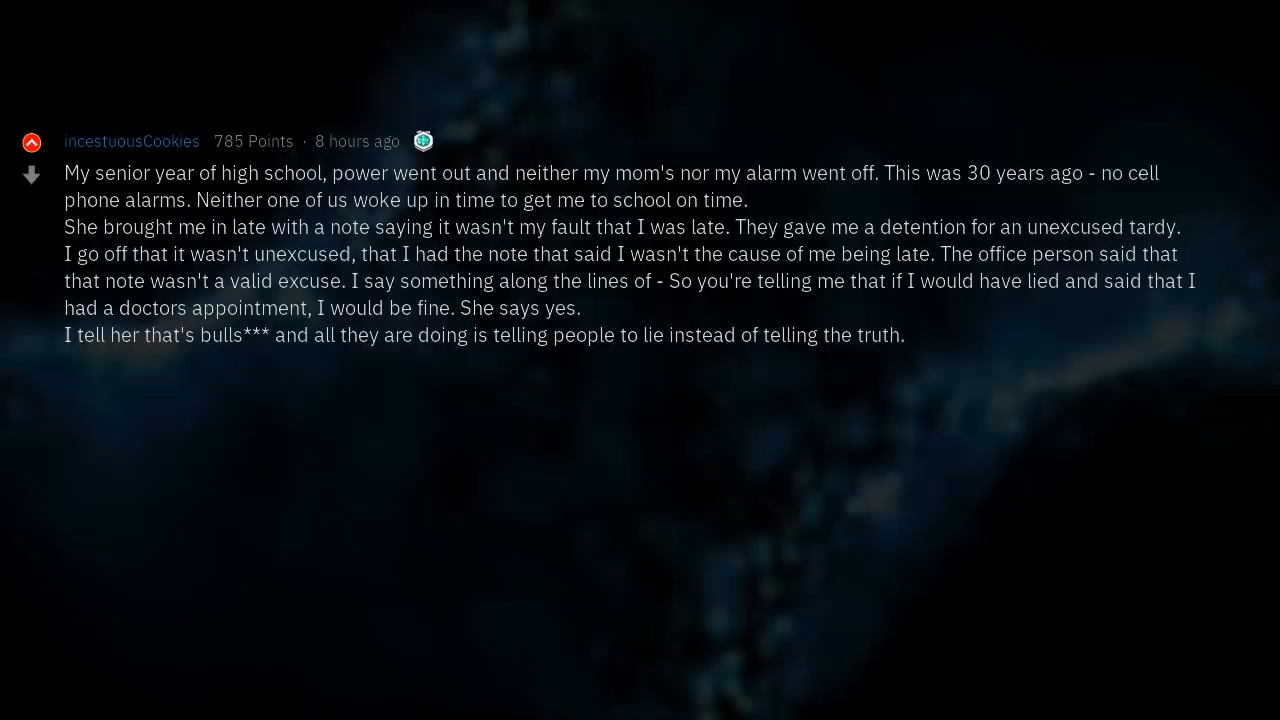 incestuousCookies 785 Points · 8 hours ago
My senior year of high school, power went out and neither my mom's nor my alarm went off. This was 30 years ago - no cell
phone alarms. Neither one of us woke up in time to get me to school on time.
She brought me in late with a note saying it wasn't my fault that I was late. They gave me a detention for an unexcused tardy.
I go off that it wasn't unexcused, that I had the note that said I wasn't the cause of me being late. The office person said that
that note wasn't a valid excuse. I say something along the lines of - So you're telling me that if I would have lied and said that I
had a doctors appointment, I would be fine. She says yes.
I tell her that's bulls*** and all they are doing is telling people to lie instead of telling the truth.